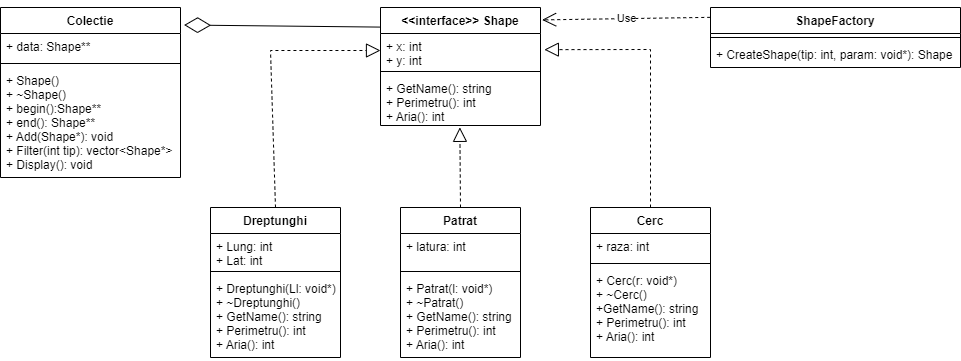 Colectie
+ data: Shape**
+ Shape()
+ ~Shape()
+ begin():Shape**
+ end(): Shape**
+ Add(Shape*): void
+ Filter(int tip): vector<Shape*>
+ Display(): void
<<interface>> Shape
+ x: int
+ y: int
+ GetName(): string
+ Perimetru(): int
+ Aria(): int
Use
ShapeFactory
+ CreateShape(tip: int, param: void*): Shape
Dreptunghi
+ Lung: int
+ Lat: int
+ Dreptunghi(Ll: void*)
+ ~Dreptunghi()
+ GetName(): string
+ Perimetru(): int
+ Aria(): int
Patrat
+ latura: int
+ Patrat(l: void*)
+ ~Patrat()
+ GetName(): string
+ Perimetru(): int
+ Aria(): int
Cerc
+ raza: int
+ Cerc(r: void*)
+ ~Cerc()
+GetName(): string
+ Perimetru(): int
+ Aria(): int